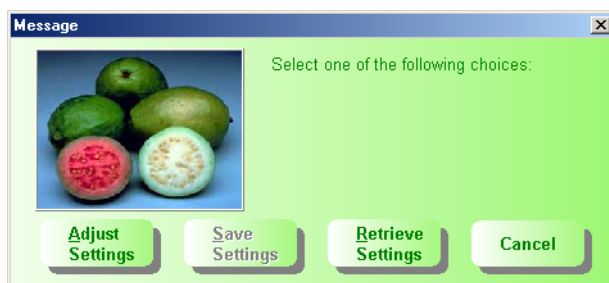 Message
Select one of the following choices:
Adjust
Settings
Save
Settings
Retrieve
Settings
Cancel